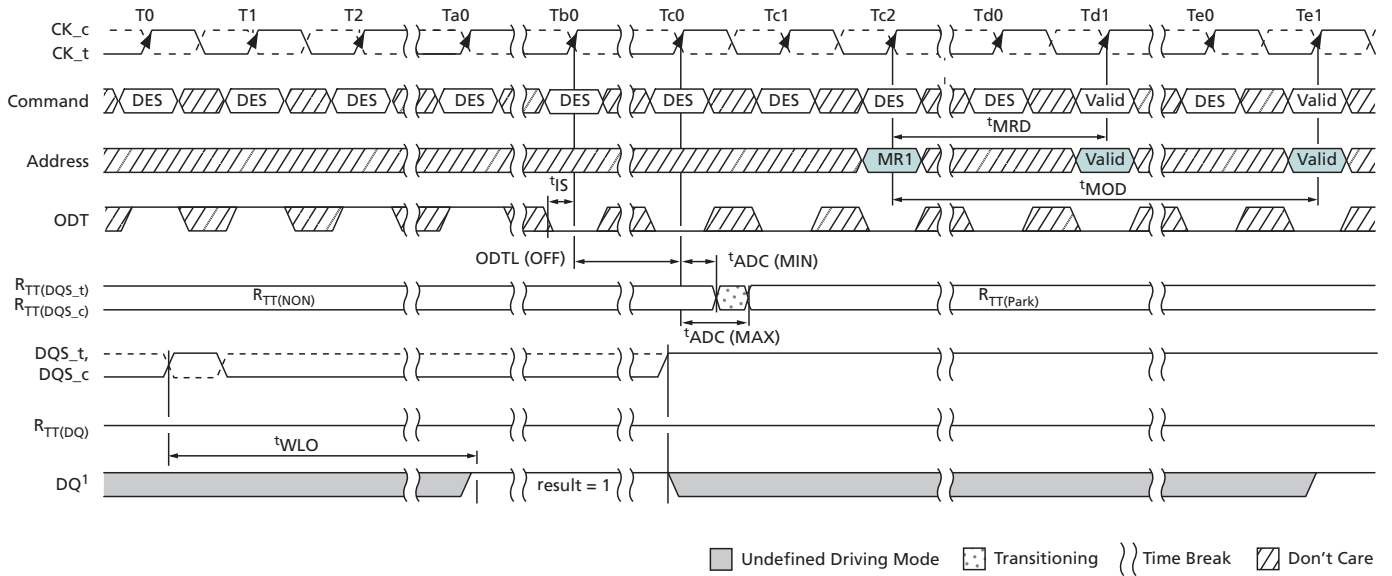 T0 T1 T2 Ta0 Tb0 Tc0 Tc1 Tc2 Td0 Td1 Te0 Te1
CK_c
CK_t
Command DES DES DES DES DES DES DES DES DES Valid DES Valid
tMRD
Address MR1 Valid Valid
tIS tMOD
ODT
ODTL (OFF) tADC (MIN)
RTT(DQS_t)
RTT(DQS_c) RTT(NON) RTT(Park)
tADC (MAX)
DQS_t,
DQS_c
RTT(DQ)
tWLO
DQ1 result = 1
Undefined Driving Mode Transitioning Time Break Don't Care